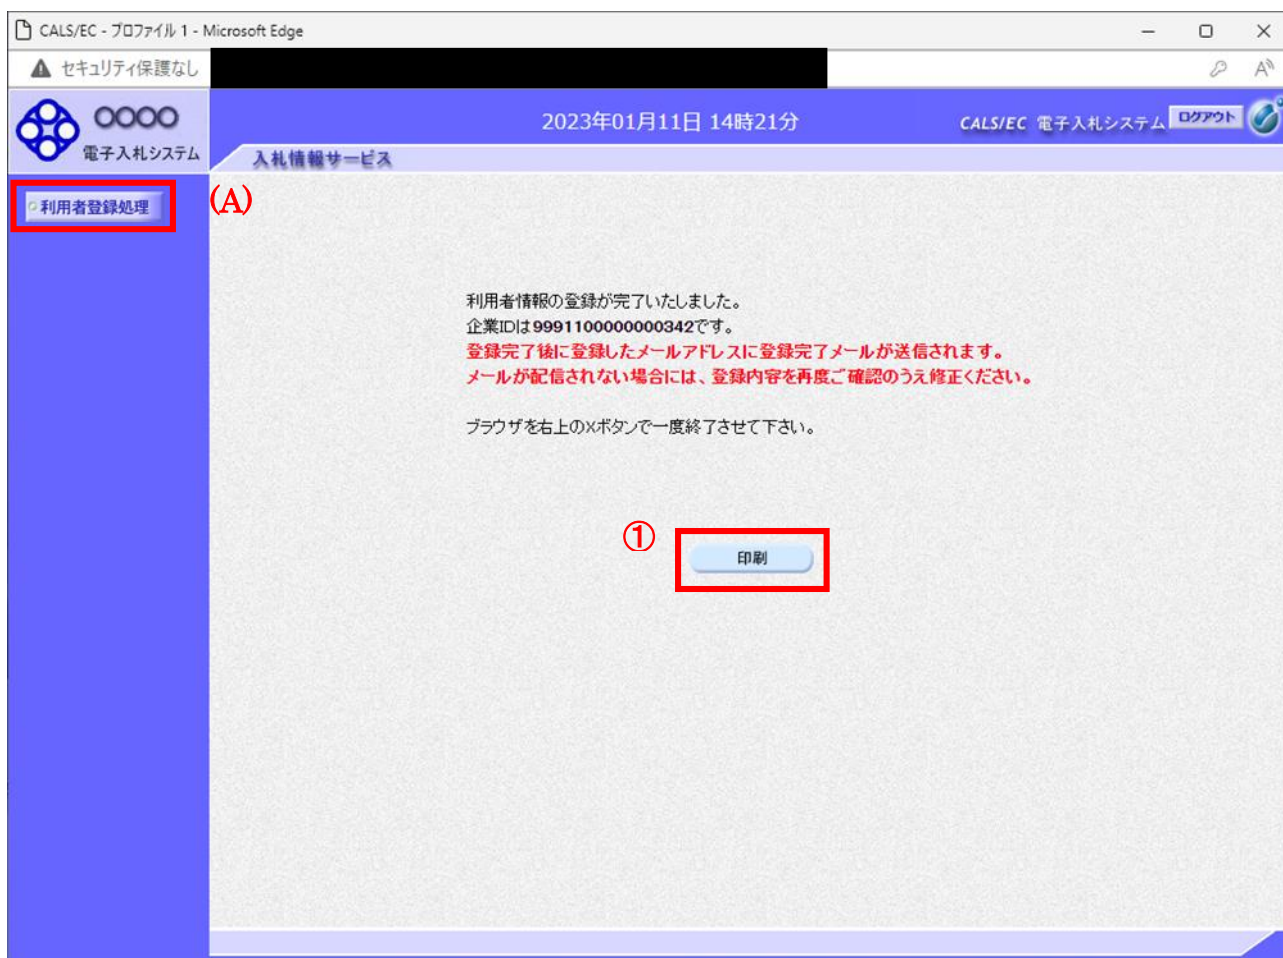 CALS/EC - プロファイル 1 - Microsoft Edge
セキュリティ保護なし
〇〇〇〇
電子入札システム
2023年01月11日 14時21分
CALS/EC 電子入札システム
ログアウト
入札情報サービス
利用者登録処理
(A)
利用者情報の登録が完了いたしました。
企業IDは9991100000000342です。
登録完了後に登録したメールアドレスに登録完了メールが送信されます。
メールが配信されない場合には、登録内容を再度ご確認のうえ修正ください。
ブラウザを右上の×ボタンで一度終了させて下さい。
①
印刷